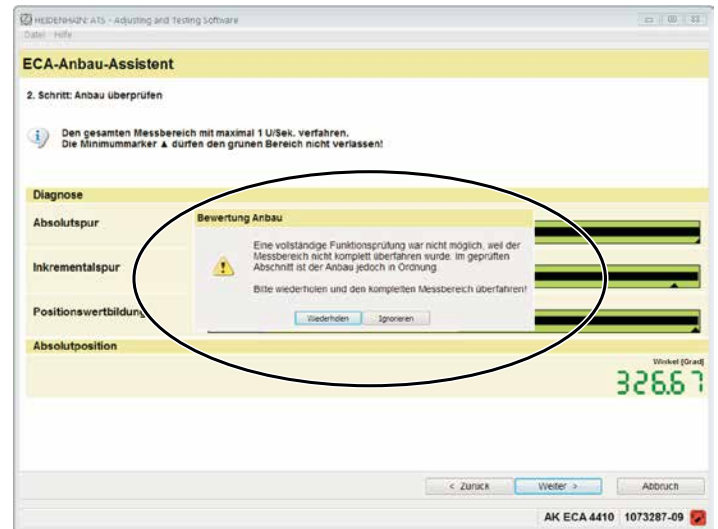 HEIDENHAIN: ATS - Adjusting and Testing Software
Datei Hilfe
ECA-Anbau-Assistent
2. Schritt: Anbau überprüfen
Den gesamten Messbereich mit maximal 1 U/Sek. verfahren.
Die Minimummarker ▲ dürfen den grünen Bereich nicht verlassen!
Diagnose
Absolutspur
Bewertung Anbau
Eine vollständige Funktionsprüfung war nicht möglich, weil der
Messbereich nicht komplett überfahren wurde. Im geprüften
Abschnitt ist der Anbau jedoch in Ordnung.
Bitte wiederholen und den kompletten Messbereich überfahren!
Wiederholen Ignorieren
Inkrementalspur
Positionswertbildung
Absolutposition
Winkel [Grad]
326.67
< Zurück Weiter > Abbruch
AK ECA 4410 1073287-09